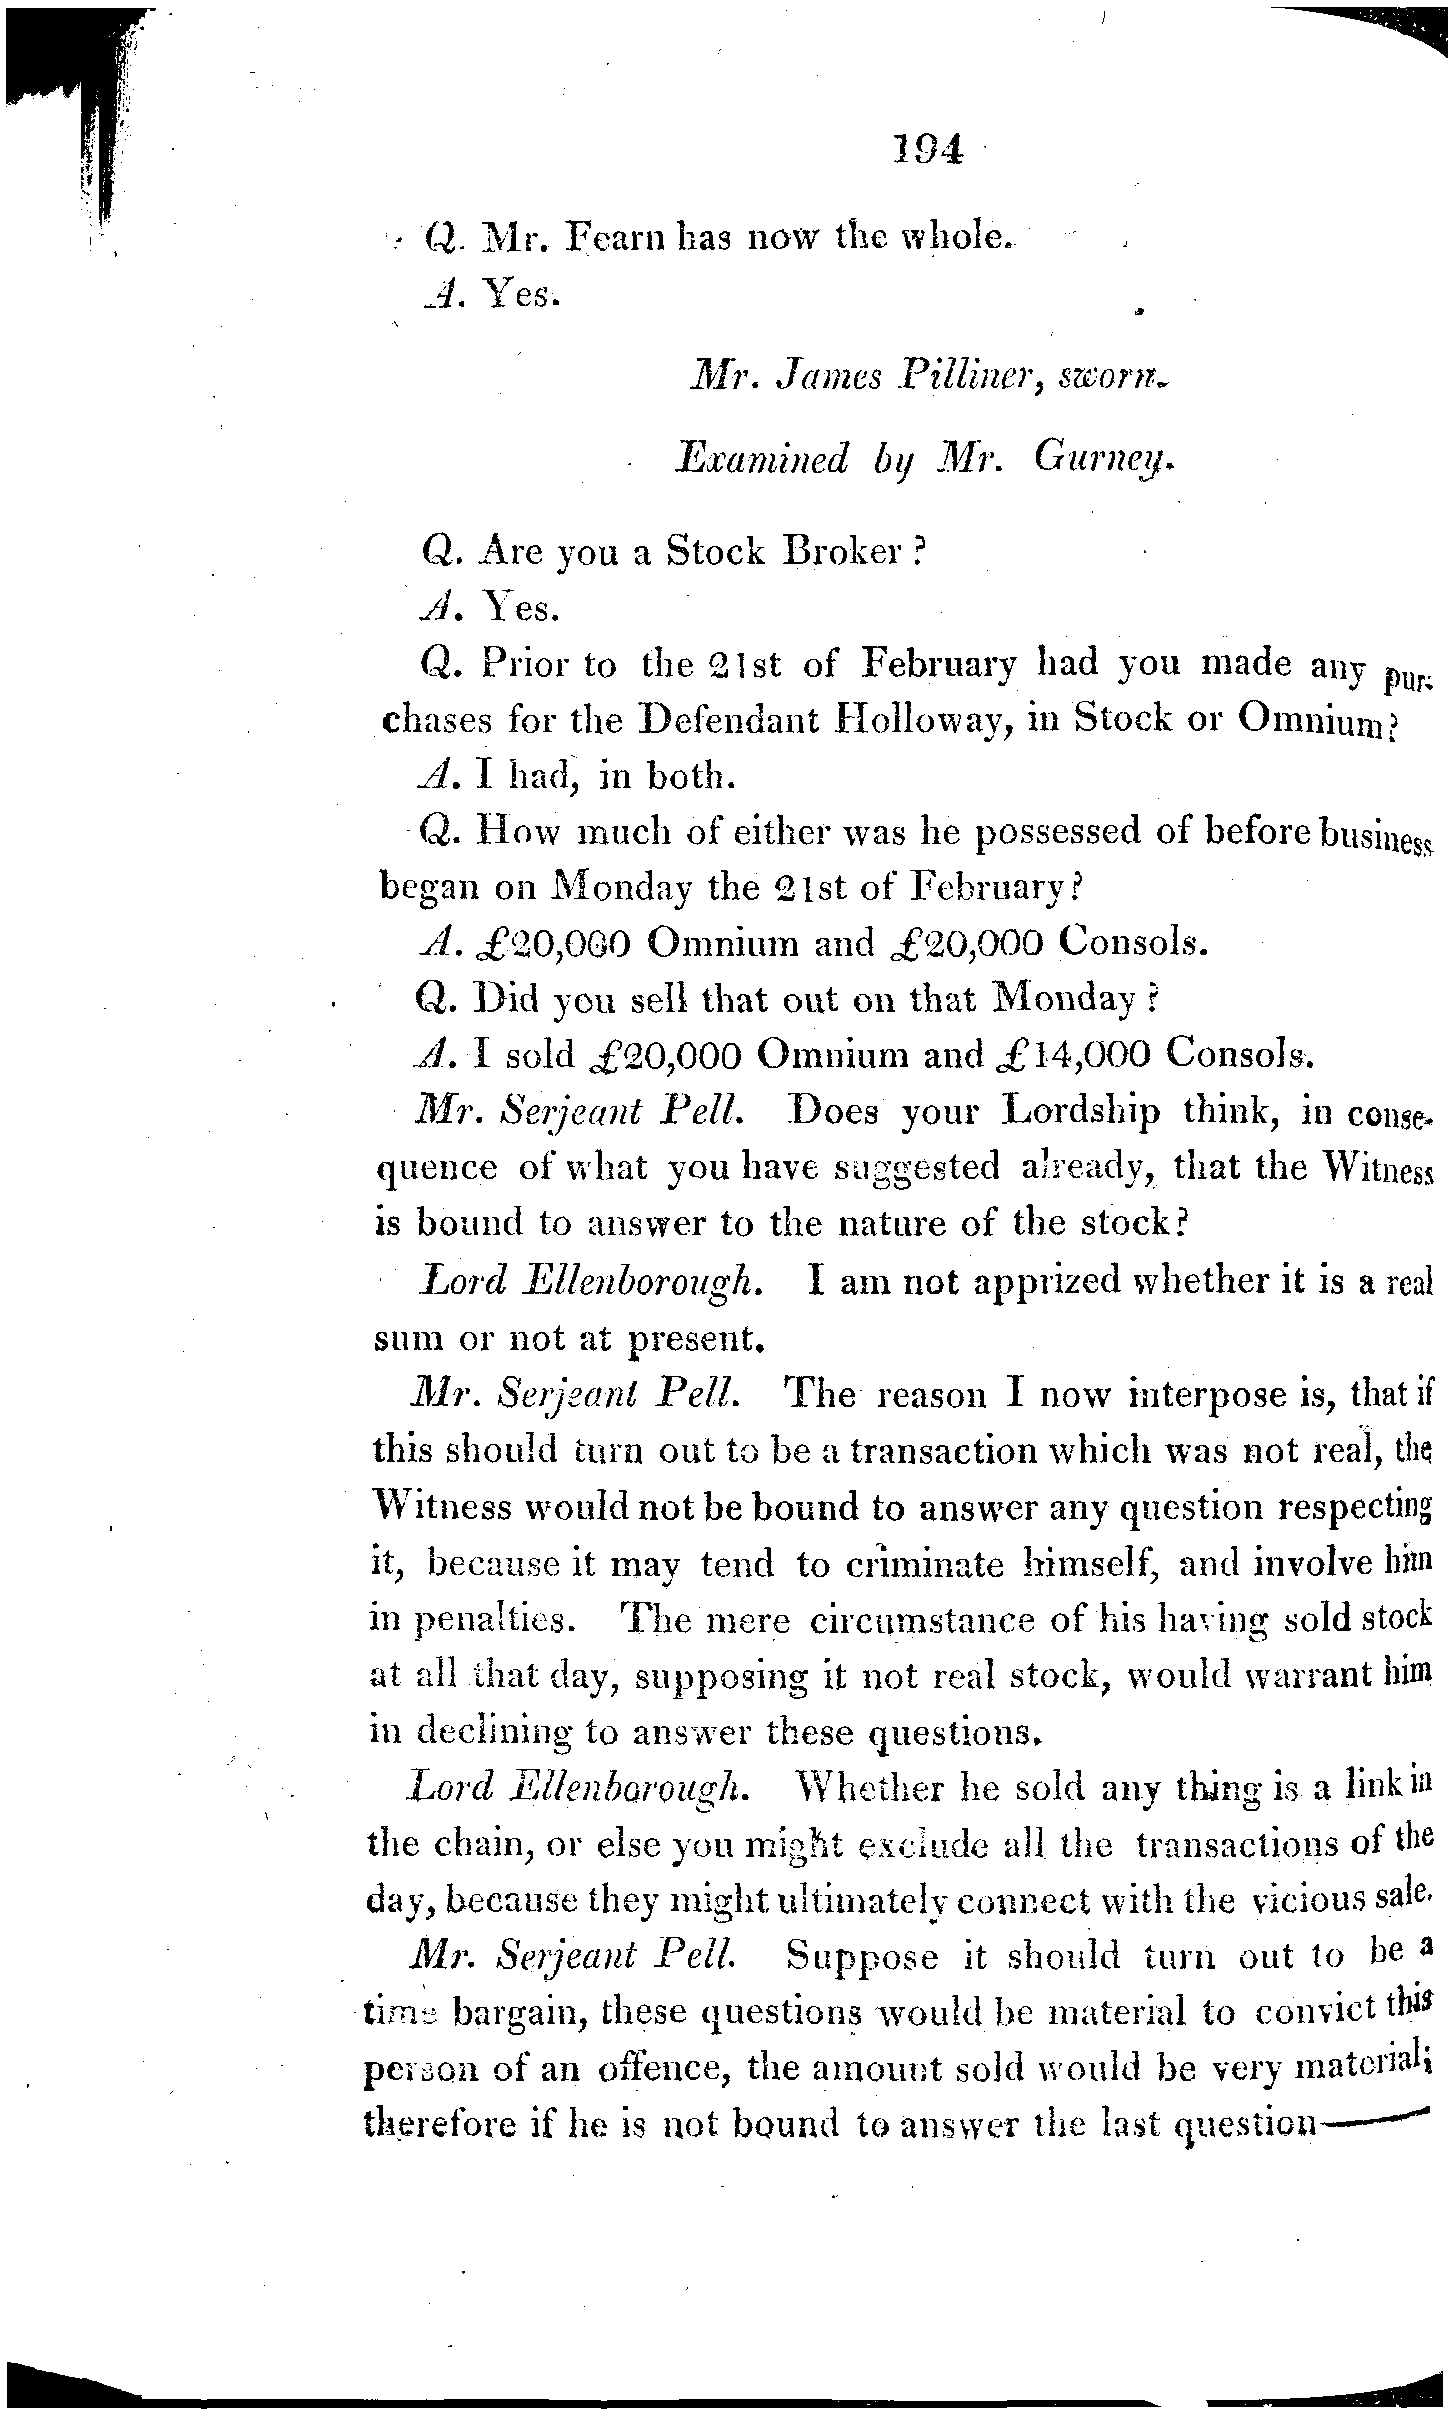 194
Q. Mr. Fearn has now the whole.
A. Yes.
Mr. James Pilliner, sworn.
Examined by Mr. Gurney.
Q. Are you a Stock Broker?
A. Yes.
Q. Prior to the 21st of February had you made any pur-
chases for the Defendant Holloway, in Stock or Omnium?
A. I had, in both.
Q. How much of either was he possessed of before business
began on Monday the 21st of February?
A. £20,000 Omnium and £20,000 Consols.
Q. Did you sell that out on that Monday?
A. I sold £20,000 Omnium and £14,000 Consols.
Mr. Serjeant Pell. Does your Lordship think, in conse-
quence of what you have suggested already, that the Witness
is bound to answer to the nature of the stock?
Lord Ellenborough. I am not apprized whether it is a real
sum or not at present.
Mr. Serjeant Pell. The reason I now interpose is, that if
this should turn out to be a transaction which was not real, the
Witness would not be bound to answer any question respecting
it, because it may tend to criminate himself, and involve him
in penalties. The mere circumstance of his having sold stock
at all that day, supposing it not real stock, would warrant him
in declining to answer these questions.
Lord Ellenborough. Whether he sold any thing is a link in
the chain, or else you might exclude all the transactions of the
day, because they might ultimately connect with the vicious sale.
Mr. Serjeant Pell. Suppose it should turn out to be a
time bargain, these questions would be material to convict this
person of an offence, the amount sold would be very material;
therefore if he is not bound to answer the last question——